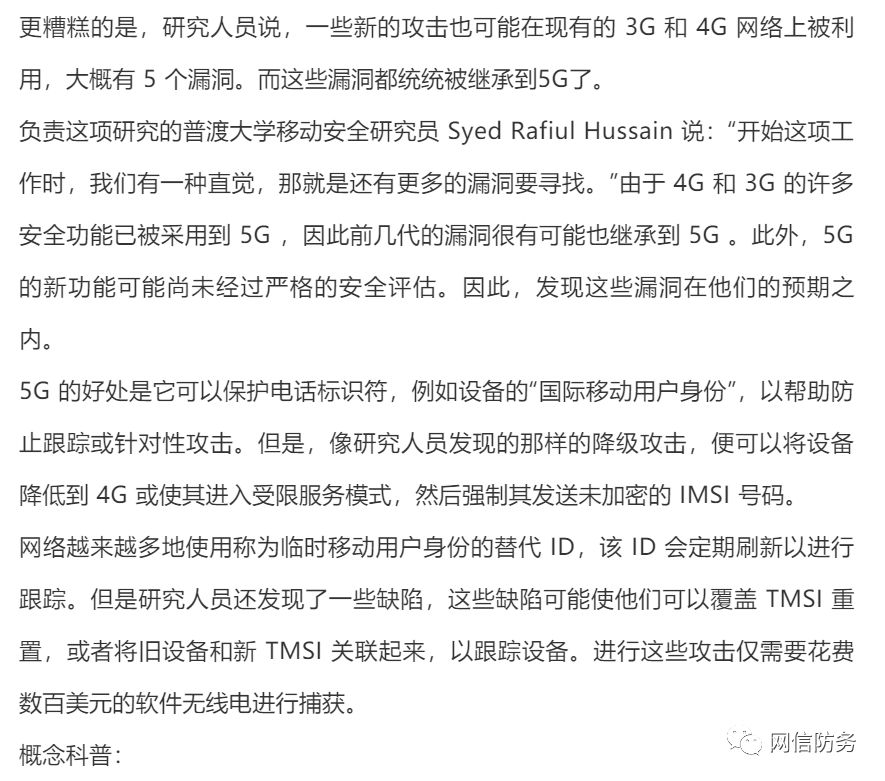 更糟糕的是，研究人员说，一些新的攻击也可能在现有的 3G 和 4G 网络上被利
用，大概有 5 个漏洞。而这些漏洞都统统被继承到5G了。
负责这项研究的普渡大学移动安全研究员 Syed Rafiul Hussain 说：“开始这项工
作时，我们有一种直觉，那就是还有更多的漏洞要寻找。”由于 4G 和 3G 的许多
安全功能已被采用到 5G ，因此前几代的漏洞很有可能也继承到 5G 。此外，5G
的新功能可能尚未经过严格的安全评估。因此，发现这些漏洞在他们的预期之
内。
5G 的好处是它可以保护电话标识符，例如设备的“国际移动用户身份”，以帮助防
止跟踪或针对性攻击。但是，像研究人员发现的那样的降级攻击，便可以将设备
降低到 4G 或使其进入受限服务模式，然后强制其发送未加密的 IMSI 号码。
网络越来越多地使用称为临时移动用户身份的替代 ID，该 ID 会定期刷新以进行
跟踪。但是研究人员还发现了一些缺陷，这些缺陷可能使他们可以覆盖 TMSI 重
置，或者将旧设备和新 TMSI 关联起来，以跟踪设备。进行这些攻击仅需要花费
数百美元的软件无线电进行捕获。
概念科普：
网信防务